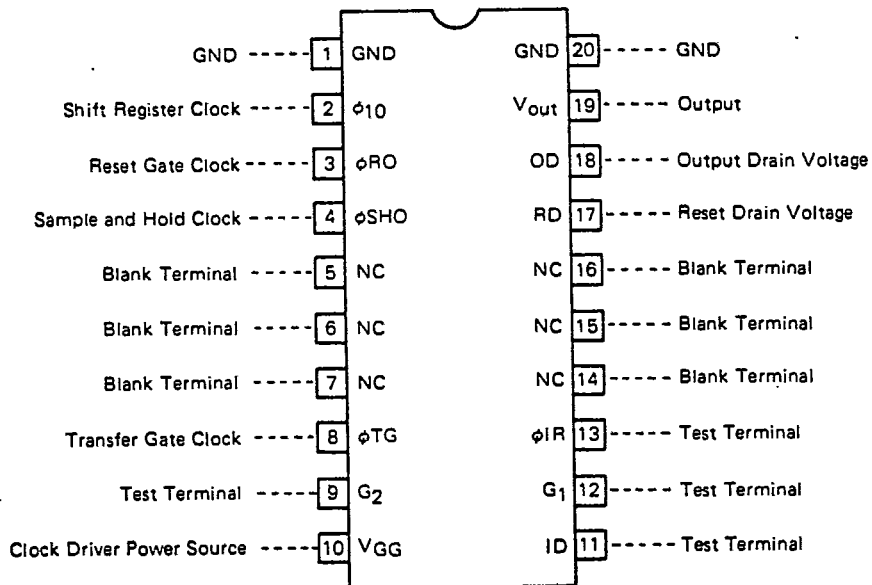 GND 1 GND GND 20 GND
Shift Register Clock 2 ϕ10 Vout 19 Output
Reset Gate Clock 3 ϕRO OD 18 Output Drain Voltage
Sample and Hold Clock 4 ϕSHO RD 17 Reset Drain Voltage
Blank Terminal 5 NC NC 16 Blank Terminal
Blank Terminal 6 NC NC 15 Blank Terminal
Blank Terminal 7 NC NC 14 Blank Terminal
Transfer Gate Clock 8 ϕTG ϕIR 13 Test Terminal
Test Terminal 9 G2 G1 12 Test Terminal
Clock Driver Power Source 10 VGG ID 11 Test Terminal